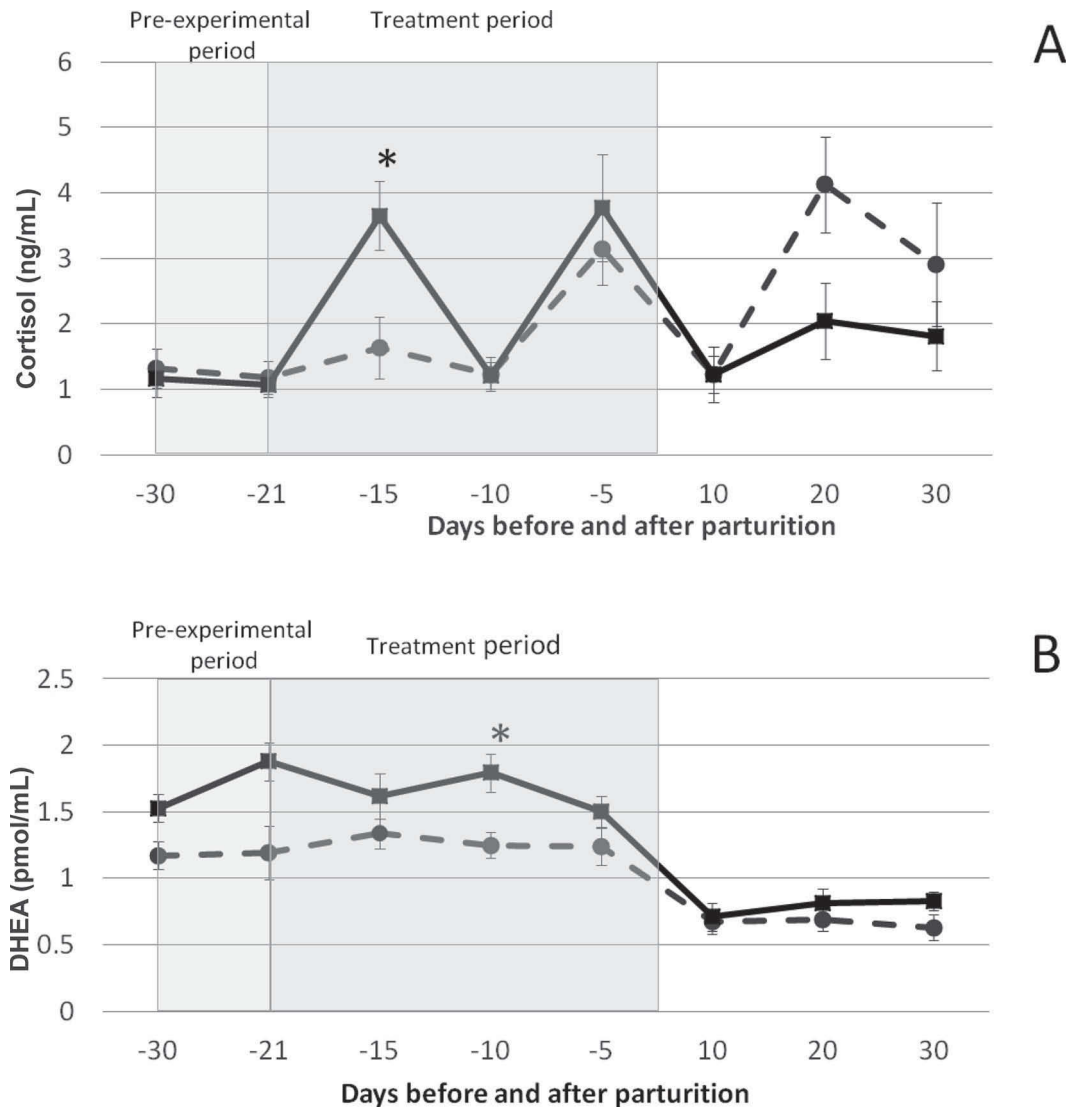 Pre-experimental
period
Treatment period
A
6
5
4
3
2
1
0
*
Cortisol (ng/mL)
-30 -21 -15 -10 -5 10 20 30
Days before and after parturition
Pre-experimental
period
Treatment period
B
2.5
2
1.5
1
0.5
0
*
DHEA (pmol/mL)
-30 -21 -15 -10 -5 10 20 30
Days before and after parturition